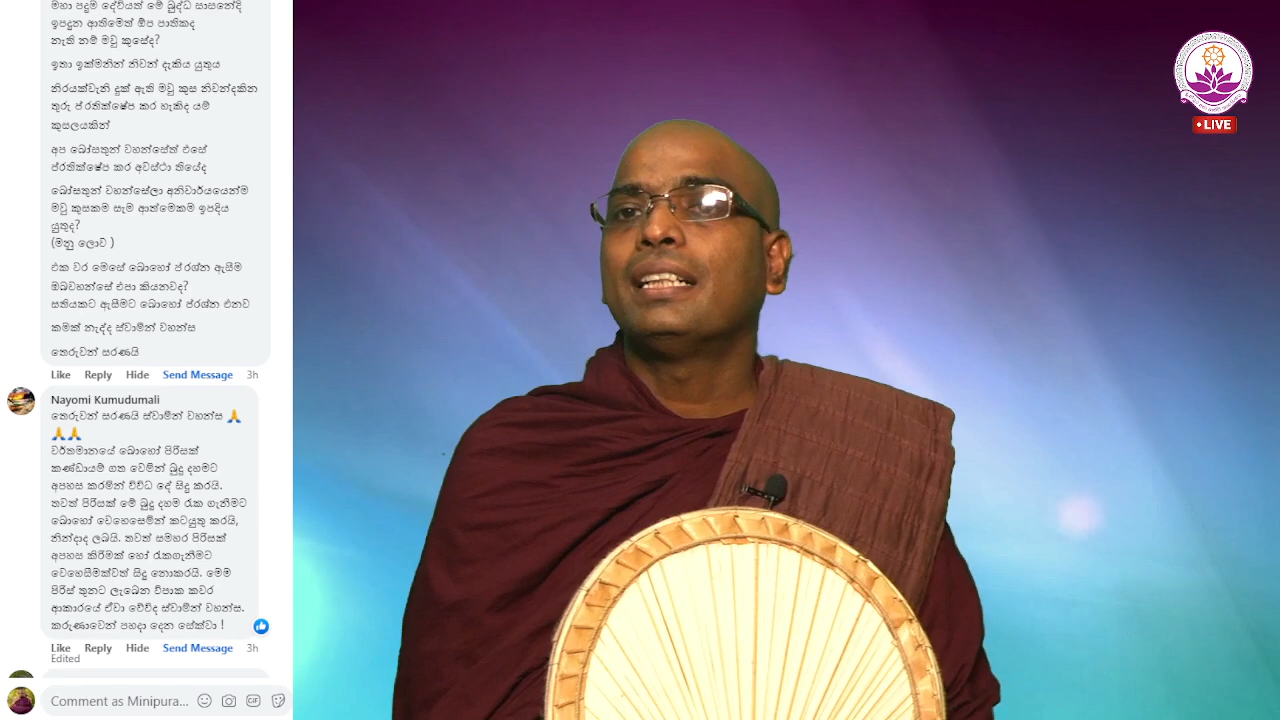 මහා පදුම දේවියත් මේ බුද්ධ සාසනේදි
ඉපදුන ආත්මෙත් ඕප පාතිකද
නැති නම් මවු කුසේද?
ඉතා ඉක්මනින් නිවන් දැකිය යුතුය
නිරයක්වැනි දුක් ඇති මවු කුස නිවන්දකින
තුරු ප්රතික්ෂේප කර හැකිද යම්
කුසලයකින්
අප බෝසතුන් වහන්සේත් එසේ
ප්රතික්ෂේප කර අවස්ථා තියේද
බෝසතුන් වහන්සේලා අනිවාර්යයෙන්ම
මවු කුසකම සැම ආත්මෙකම ඉපදිය
යුතුද?
(මනු ලොව )
එක වර මෙසේ බොහෝ ප්රශ්න ඇසීම
ඔබවහන්සේ එපා කියනවද?
සතියකට ඇසීමට බොහෝ ප්රශ්න එනව
කමක් නැද්ද ස්වාමින් වහන්ස
තෙරුවන් සරණයි
Like Reply Hide Send Message 3h
Nayomi Kumudumali
තෙරුවන් සරණයි ස්වාමින් වහන්ස 🙏
🙏🙏
වර්තමානයේ බොහෝ පිරිසක්
කණ්ඩායම් ගත වෙමින් බුදු දහමට
අපහස කරමින් විවිධ දේ සිදු කරයි.
තවත් පිරිසක් මේ බුදු දහම රැක ගැනීමට
බොහෝ වෙහෙසෙමින් කටයුතු කරයි,
නින්දාද ලබයි. තවත් සමහර පිරිසක්
අපහස කිරීමක් හෝ රැකගැනීමට
වෙහෙසීමක්වත් සිදු නොකරයි. මෙම
පිරිස් තුනට ලැබෙන විපාක කවර
ආකාරයේ ඒවා වේවිද ස්වාමින් වහන්ස.
කරුණාවෙන් පහදා දෙන සේක්වා !
Like Reply Hide Send Message 3h
Edited
Comment as Minipura...
GIF
• LIVE